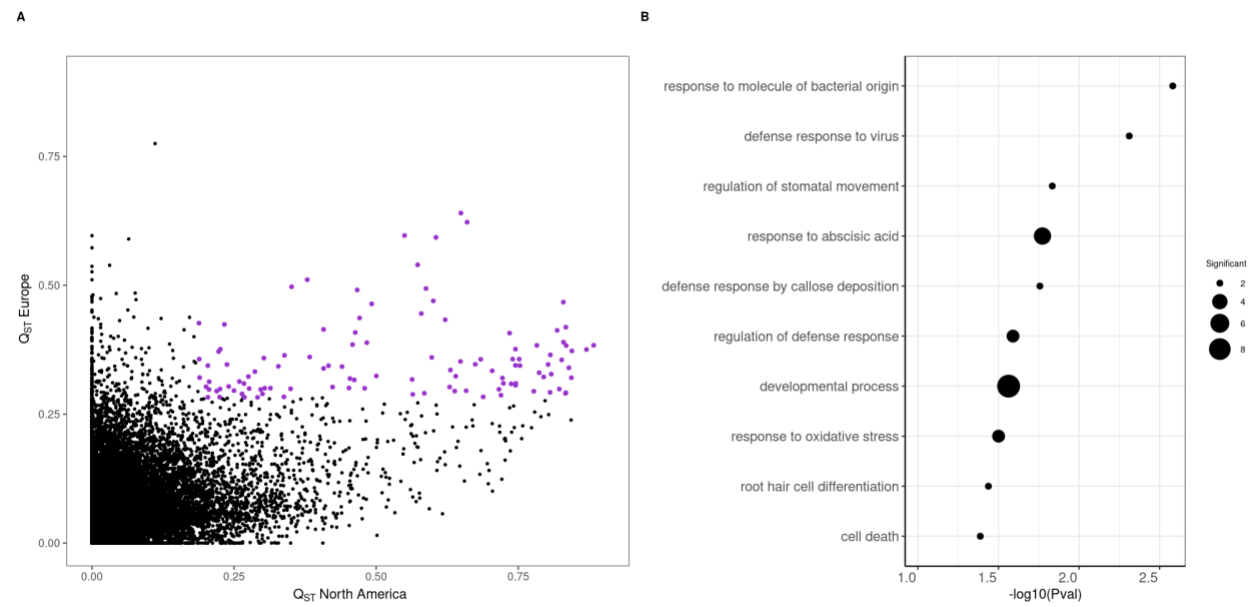 A
B
0.75
0.50
0.25
0.00
Q_ST Europe
0.00
0.25
0.50
0.75
Q_ST North America
response to molecule of bacterial origin
defense response to virus
regulation of stomatal movement
response to abscisic acid
defense response by callose deposition
regulation of defense response
developmental process
response to oxidative stress
root hair cell differentiation
cell death
1.0
1.5
2.0
2.5
-log10(Pval)
Significant
2
4
6
8